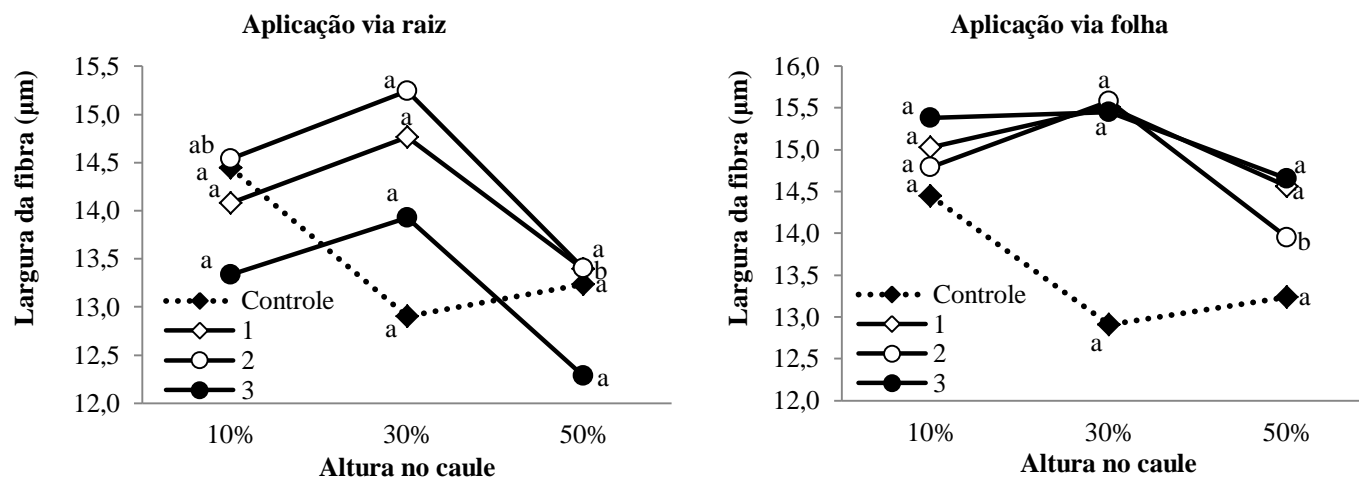 Aplicação via raiz
Largura da fibra (µm)
15,5
15,0
14,5
14,0
13,5
13,0
12,5
12,0
a
a
ab
a
a
a
a
a
a
b
a
a
Controle
1
2
3
10% 30% 50%
Altura no caule
Aplicação via folha
Largura da fibra (µm)
16,0
15,5
15,0
14,5
14,0
13,5
13,0
12,5
12,0
a
a
a
a
a
a
a
a
b
a
a
Controle
1
2
3
10% 30% 50%
Altura no caule